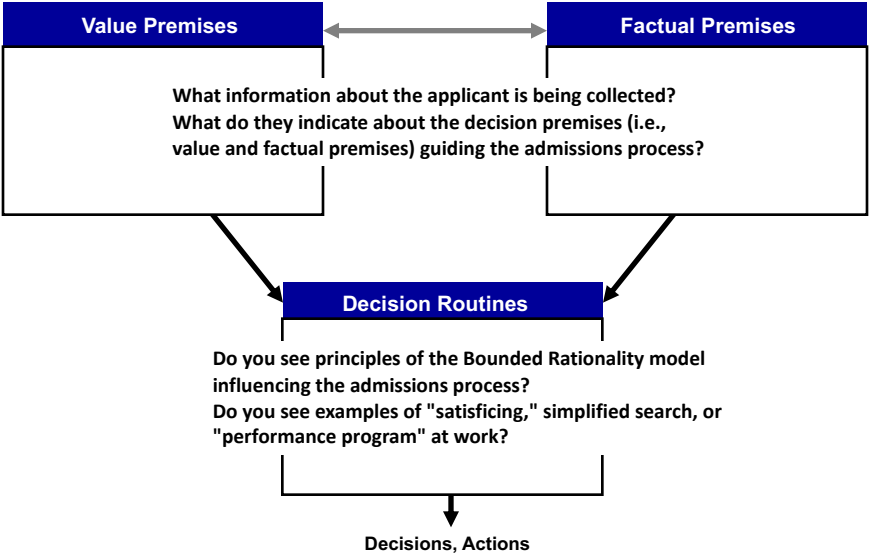 Value Premises
Factual Premises
What information about the applicant is being collected?
What do they indicate about the decision premises (i.e.,
value and factual premises) guiding the admissions process?
Decision Routines
Do you see principles of the Bounded Rationality model
influencing the admissions process?
Do you see examples of "satisficing," simplified search, or
"performance program" at work?
Decisions, Actions